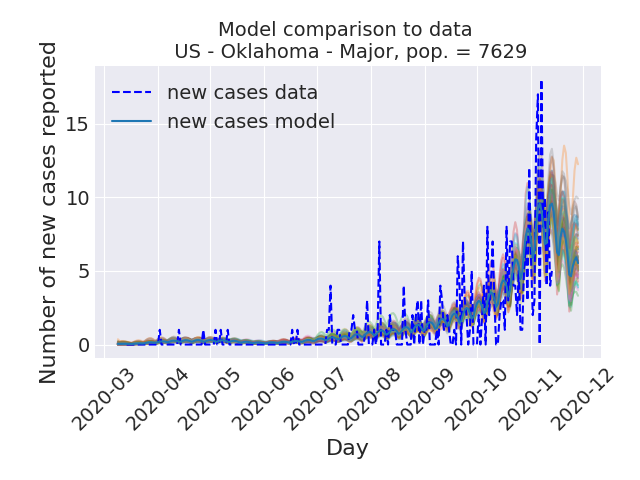 Model comparison to data
US - Oklahoma - Major, pop. = 7629
new cases data
new cases model
Number of new cases reported
15
10
5
0
2020-03
2020-04
2020-05
2020-06
2020-07
2020-08
2020-09
2020-10
2020-11
2020-12
Day